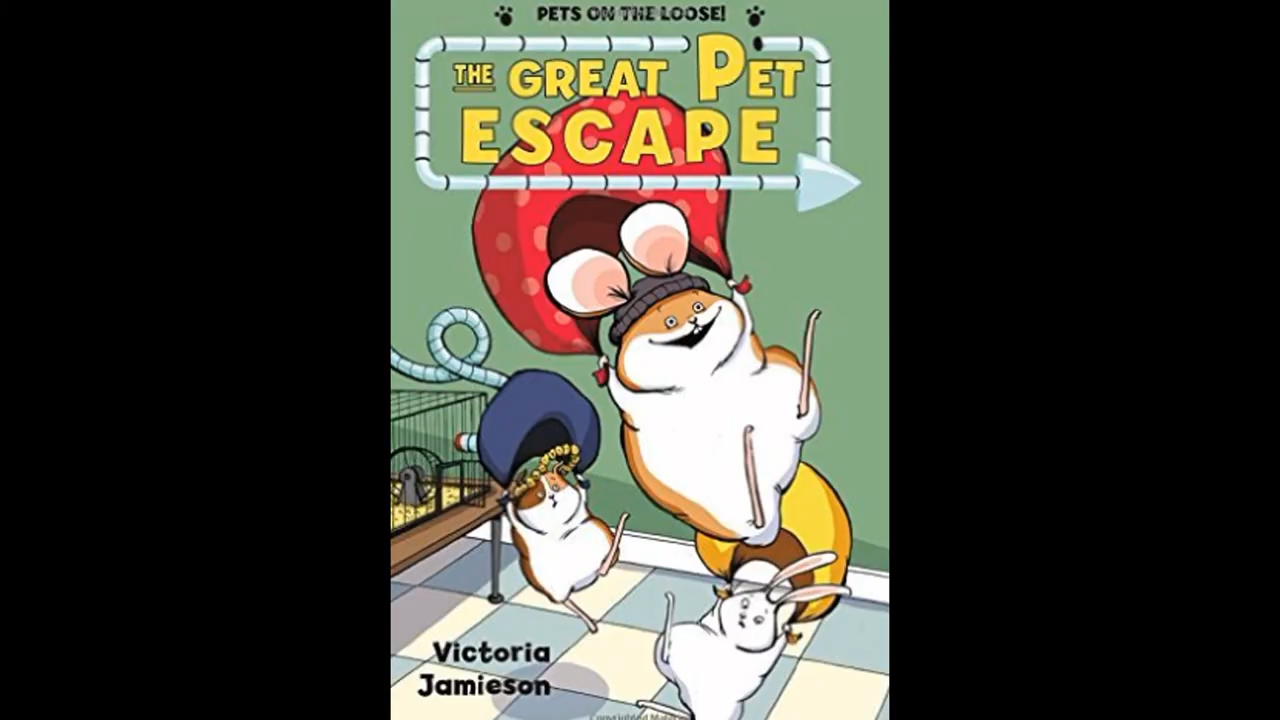 PETS ON THE LOOSE!
THE GREAT PET
ESCAPE
Victoria
Jamieson